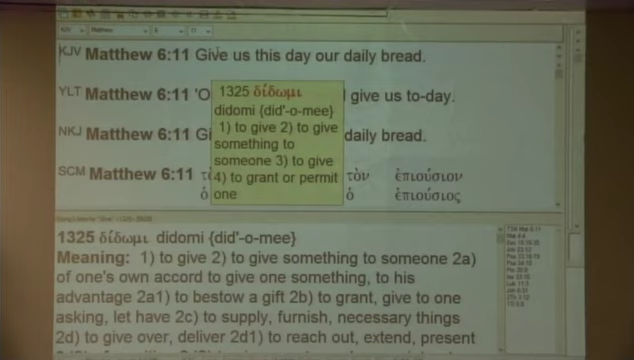 KJV Matthew 6:11 Give us this day our daily bread.
YLT Matthew 6:11 'O give us to-day.
NKJ Matthew 6:11 Gi daily bread.
SCM Matthew 6:11 τὸν ἐπιούσιον
ὁ ὁ ἐπιούσιος
1325 δίδωμι
didomi {did'-o-mee}
1) to give 2) to give
something to
someone 3) to give
4) to grant or permit
one
1325 δίδωμι didomi {did'-o-mee}
Meaning: 1) to give 2) to give something to someone 2a)
of one's own accord to give one something, to his
advantage 2a1) to bestow a gift 2b) to grant, give to one
asking, let have 2c) to supply, furnish, necessary things
2d) to give over, deliver 2d1) to reach out, extend, present